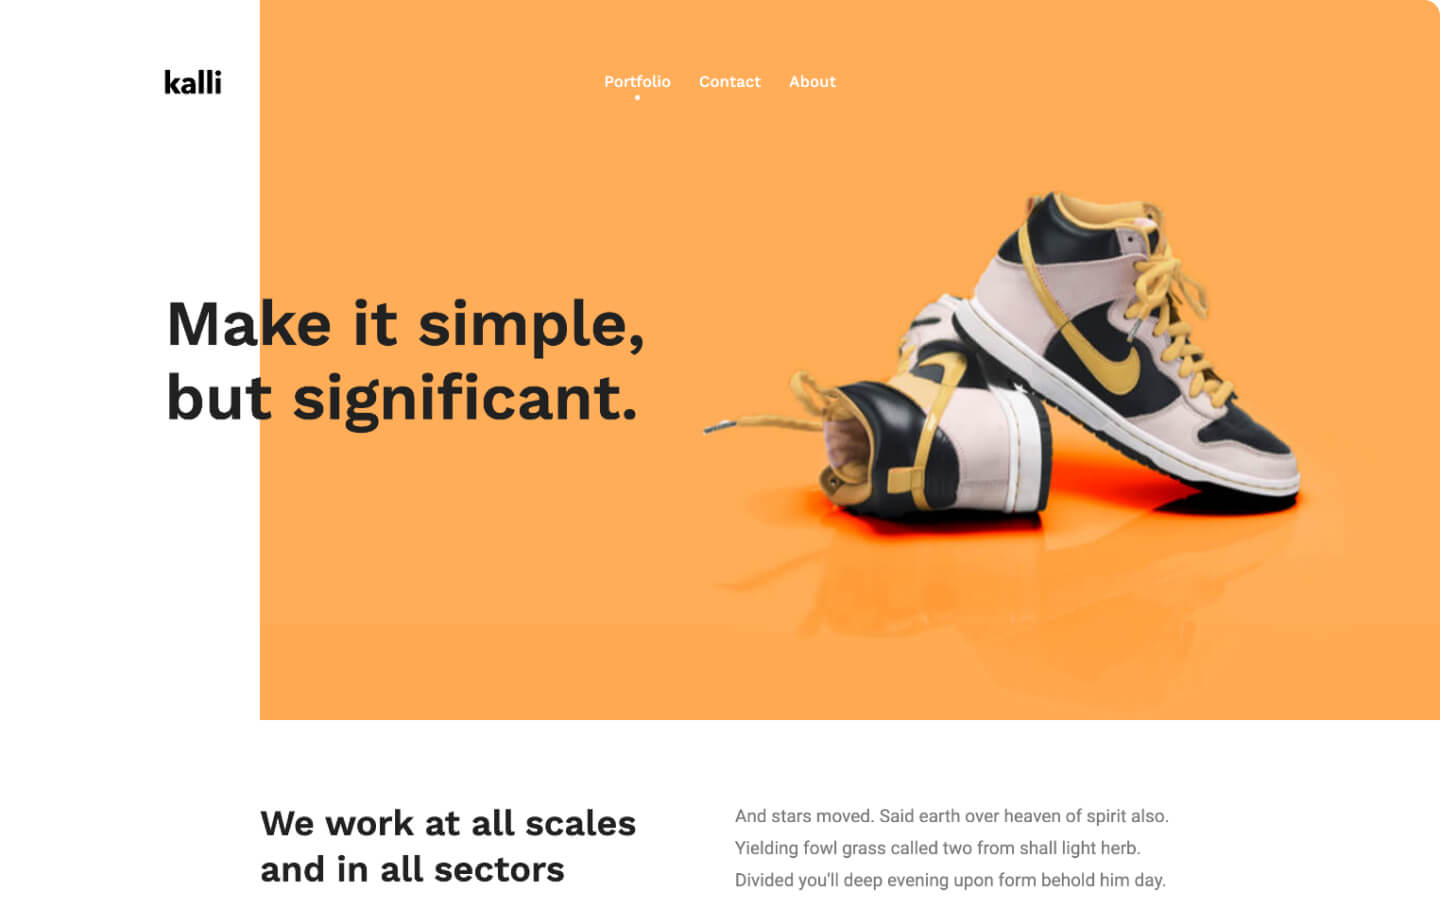 kalli
Portfolio Contact About
Make it simple,
but significant.
We work at all scales
and in all sectors
And stars moved. Said earth over heaven of spirit also.
Yielding fowl grass called two from shall light herb.
Divided you'll deep evening upon form behold him day.